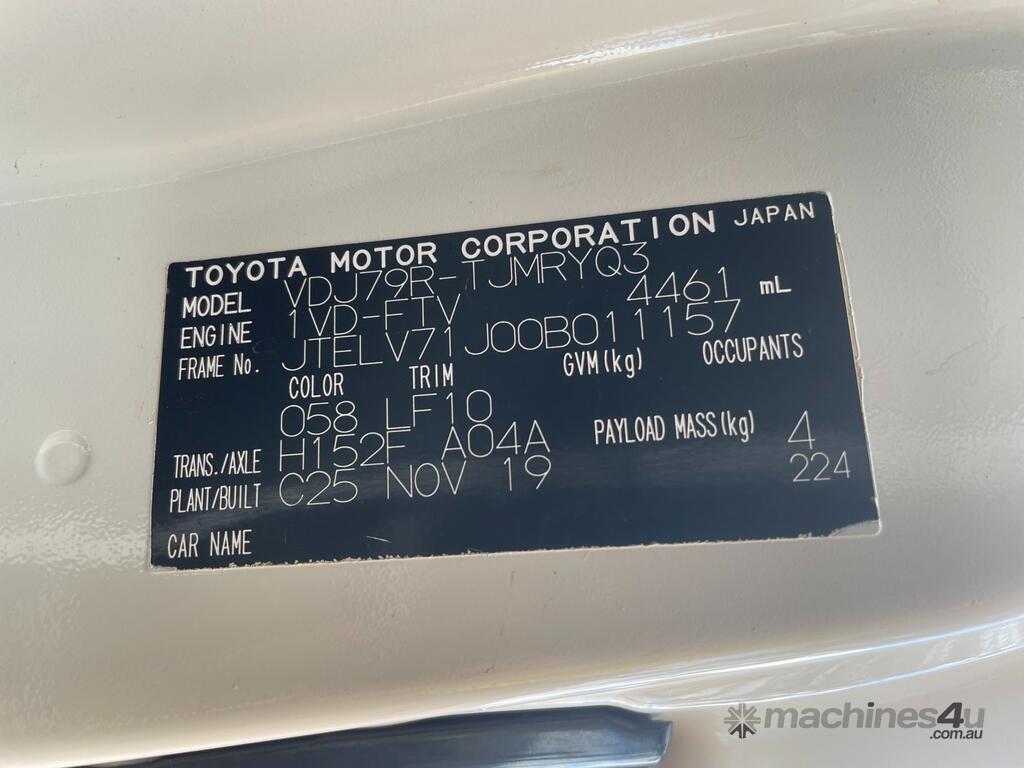 TOYOTA MOTOR CORPORATION JAPAN
MODEL VDJ79R-TJMRYQ3
ENGINE 1VD-FTV 4461 mL
FRAME No. JTELV71J00B011157
COLOR TRIM GVM(kg) OCCUPANTS
058 LF10
TRANS./AXLE H152F A04A PAYLOAD MASS(kg) 4
PLANT/BUILT C25 NOV 19 224
CAR NAME
machines4u
.com.au